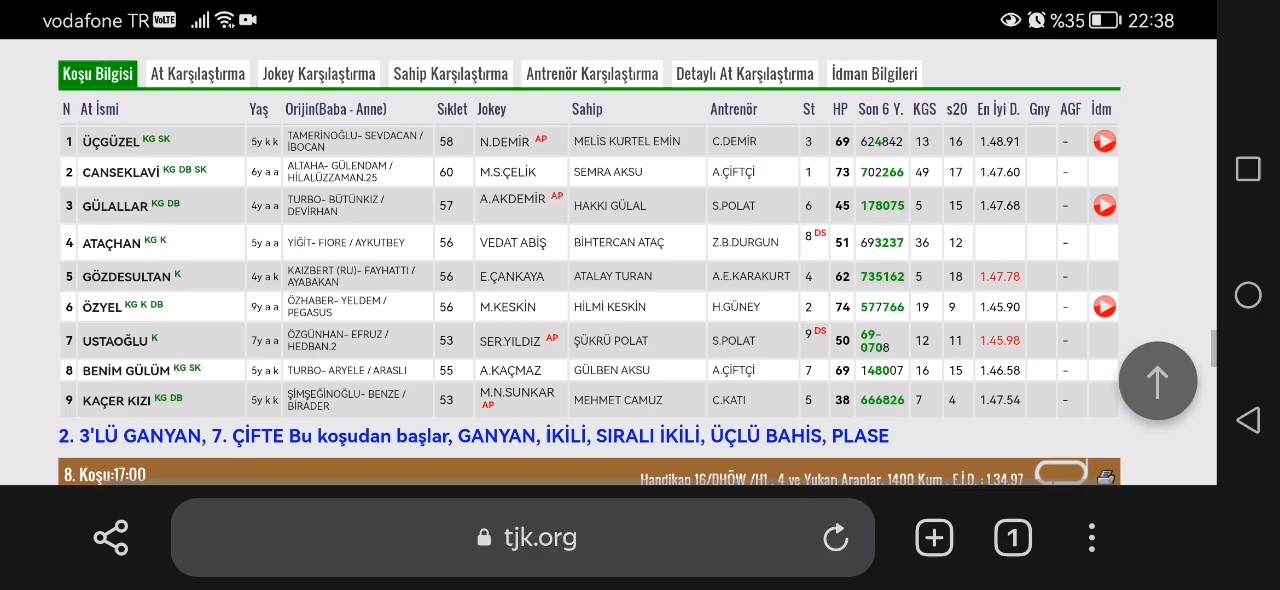 vodafone TR VoLTE %35 22:38
Koşu Bilgisi At Karşılaştırma Jokey Karşılaştırma Sahip Karşılaştırma Antrenör Karşılaştırma Detaylı At Karşılaştırma İdman Bilgileri
N At İsmi Yaş Orijin(Baba - Anne) Sıklet Jokey Sahip Antrenör St HP Son 6 Y. KGS s20 En İyi D. Gny AGF İdm
1 ÜÇGÜZEL KG SK 5y k k TAMERİNOĞLU- SEVDACAN / İBOCAN 58 N.DEMİR AP MELİS KURTEL EMİN C.DEMİR 3 69 624842 13 16 1.48.91 -
2 CANSEKLAVİ KG DB SK 6y a a ALTAHA- GÜLENDAM / HİLALÜZZAMAN.25 60 M.S.ÇELİK SEMRA AKSU A.ÇİFTÇİ 1 73 702266 49 17 1.47.60 -
3 GÜLALLAR KG DB 4y a a TURBO- BÜTÜNKIZ / DEVİRHAN 57 A.AKDEMİR AP HAKKI GÜLAL S.POLAT 6 45 178075 5 15 1.47.68 -
4 ATAÇHAN KG K 5y a a YİĞİT- FIORE / AYKUTBEY 56 VEDAT ABİŞ BİHTERCAN ATAÇ Z.B.DURGUN 8 DS 51 693237 36 12 -
5 GÖZDESULTAN K 4y a k KAIZBERT (RU)- FAYHATTI / AYABAKAN 56 E.ÇANKAYA ATALAY TURAN A.E.KARAKURT 4 62 735162 5 18 1.47.78 -
6 ÖZYEL KG K DB 9y a a ÖZHABER- YELDEM / PEGASUS 56 M.KESKİN HİLMİ KESKİN H.GÜNEY 2 74 577766 19 9 1.45.90 -
7 USTAOĞLU K 7y a a ÖZGÜNHAN- EFRUZ / HEDBAN.2 53 SER.YILDIZ AP ŞÜKRÜ POLAT S.POLAT 9 DS 50 69-0708 12 11 1.45.98 -
8 BENİM GÜLÜM KG SK 5y a k TURBO- ARYELE / ARASLI 55 A.KAÇMAZ GÜLBEN AKSU A.ÇİFTÇİ 7 69 148007 16 15 1.46.58 -
9 KAÇER KIZI KG DB 5y k k ŞİMŞEĞİNOĞLU- BENZE / BİRADER 53 M.N.SUNKAR AP MEHMET CAMUZ C.KATI 5 38 666826 7 4 1.47.54 -
2. 3'LÜ GANYAN, 7. ÇİFTE Bu koşudan başlar, GANYAN, İKİLİ, SIRALI İKİLİ, ÜÇLÜ BAHİS, PLASE
8. Koşu:17:00 Handikap 16/DHÖW /H1 , 4 ve Yukarı Araplar, 1400 Kum , E.İ.D. : 1.34.97
tjk.org 1